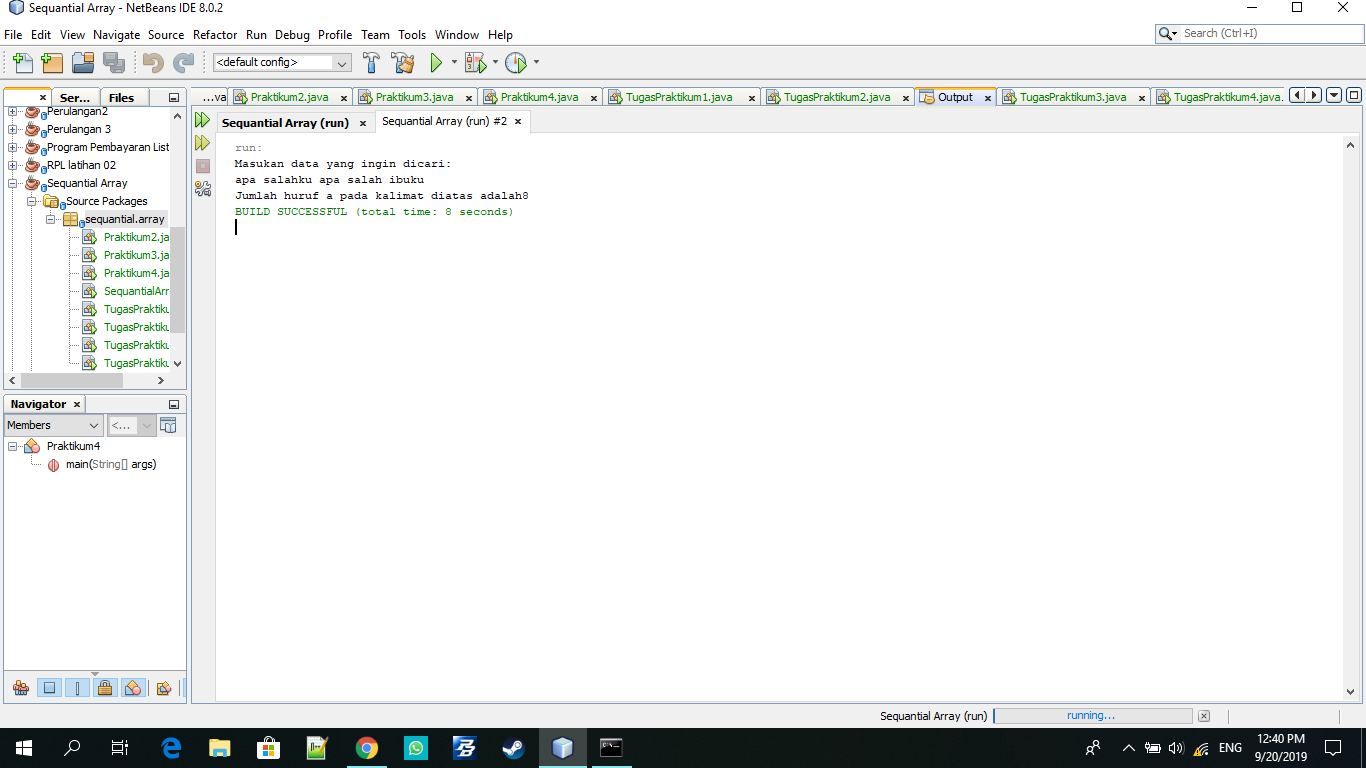 Sequantial Array - NetBeans IDE 8.0.2
File Edit View Navigate Source Refactor Run Debug Profile Team Tools Window Help
Search (Ctrl+I)
<default config>
Ser... Files
...va Praktikum2.java Praktikum3.java Praktikum4.java TugasPraktikum1.java TugasPraktikum2.java Output TugasPraktikum3.java TugasPraktikum4.java
Sequantial Array (run) Sequantial Array (run) #2
Perulangan2
Perulangan 3
Program Pembayaran List
RPL latihan 02
Sequantial Array
Source Packages
sequantial.array
Praktikum2.ja
Praktikum3.ja
Praktikum4.ja
SequantialArr
TugasPraktiku
TugasPraktiku
TugasPraktiku
TugasPraktiku
run:
Masukan data yang ingin dicari:
apa salahku apa salah ibuku
Jumlah huruf a pada kalimat diatas adalah8
BUILD SUCCESSFUL (total time: 8 seconds)
Navigator
Members <...
Praktikum4
main(String[] args)
Sequantial Array (run) running...
ENG
12:40 PM
9/20/2019